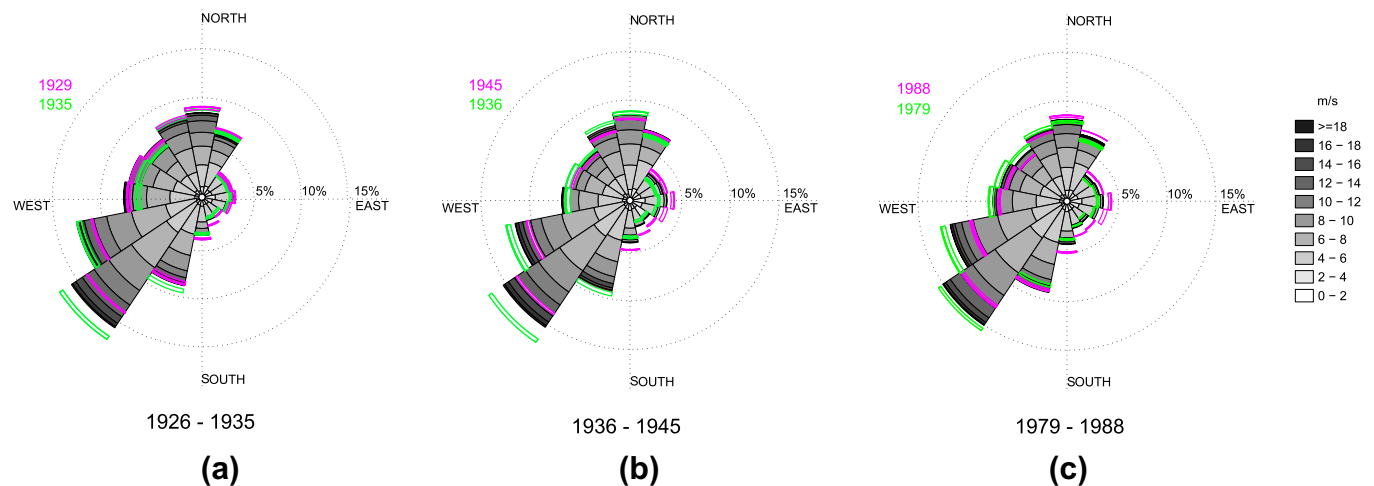 NORTH
1929
1935
5%
10%
15%
WEST
EAST
SOUTH
1926 - 1935
(a)
NORTH
1945
1936
5%
10%
15%
WEST
EAST
SOUTH
1936 - 1945
(b)
NORTH
1988
1979
5%
10%
15%
WEST
EAST
SOUTH
1979 - 1988
(c)
m/s
>=18
16 − 18
14 − 16
12 − 14
10 − 12
8 − 10
6 − 8
4 − 6
2 − 4
0 − 2